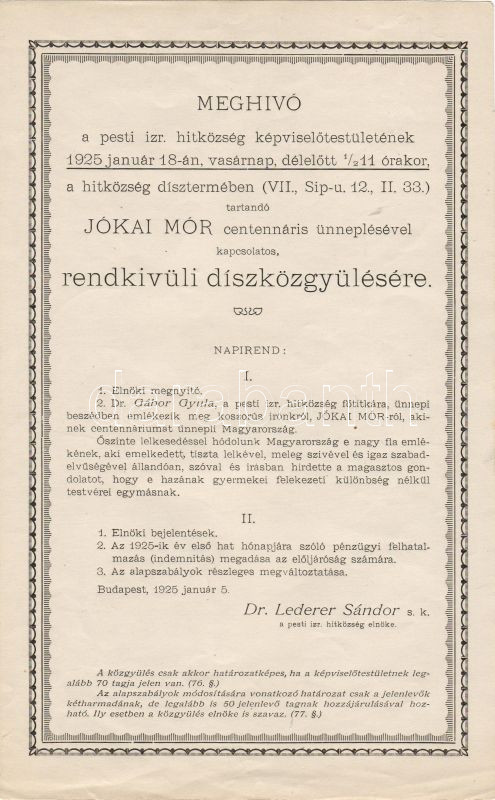 MEGHIVÓ
a pesti izr. hitközség képviselőtestületének
1925 január 18-án, vasárnap, délelőtt ½11 órakor,
a hitközség dísztermében (VII., Sip-u. 12., II. 33.)
tartandó
JÓKAI MÓR centennáris ünneplésével
kapcsolatos,
rendkivüli díszközgyülésére.
NAPIREND:
I.
1. Elnöki megnyitó.
2. Dr. Gábor Gyula, a pesti izr. hitközség főtitkára, ünnepi
beszédben emlékezik meg koszorus irónkról, JÓKAI MÓR-ról, aki-
nek centennáriumát ünnepli Magyarország.
Őszinte lelkesedéssel hódolunk Magyarország e nagy fia emlé-
kének, aki emelkedett, tiszta lelkével, meleg szivével és igaz szabad-
elvüségével állandóan, szóval és irásban hirdette a magasztos gon-
dolatot, hogy e hazának gyermekei felekezeti különbség nélkül
testvérei egymásnak.
II.
1. Elnöki bejelentések.
2. Az 1925-ik év első hat hónapjára szóló pénzügyi felhatal-
mazás (indemnitás) megadása az előljáróság számára.
3. Az alapszabályok részleges megváltoztatása.
Budapest, 1925 január 5.
Dr. Lederer Sándor s. k.
a pesti izr. hitközség elnöke.
A közgyülés csak akkor határozatképes, ha a képviselőtestületnek leg-
alább 70 tagja jelen van. (76. §.)
Az alapszabályok módositására vonatkozó határozat csak a jelenlevők
kétharmadának, de legalább is 50 jelenlevő tagnak hozzájárulásával hoz-
ható. Ily esetben a közgyülés elnöke is szavaz. (77. §.)